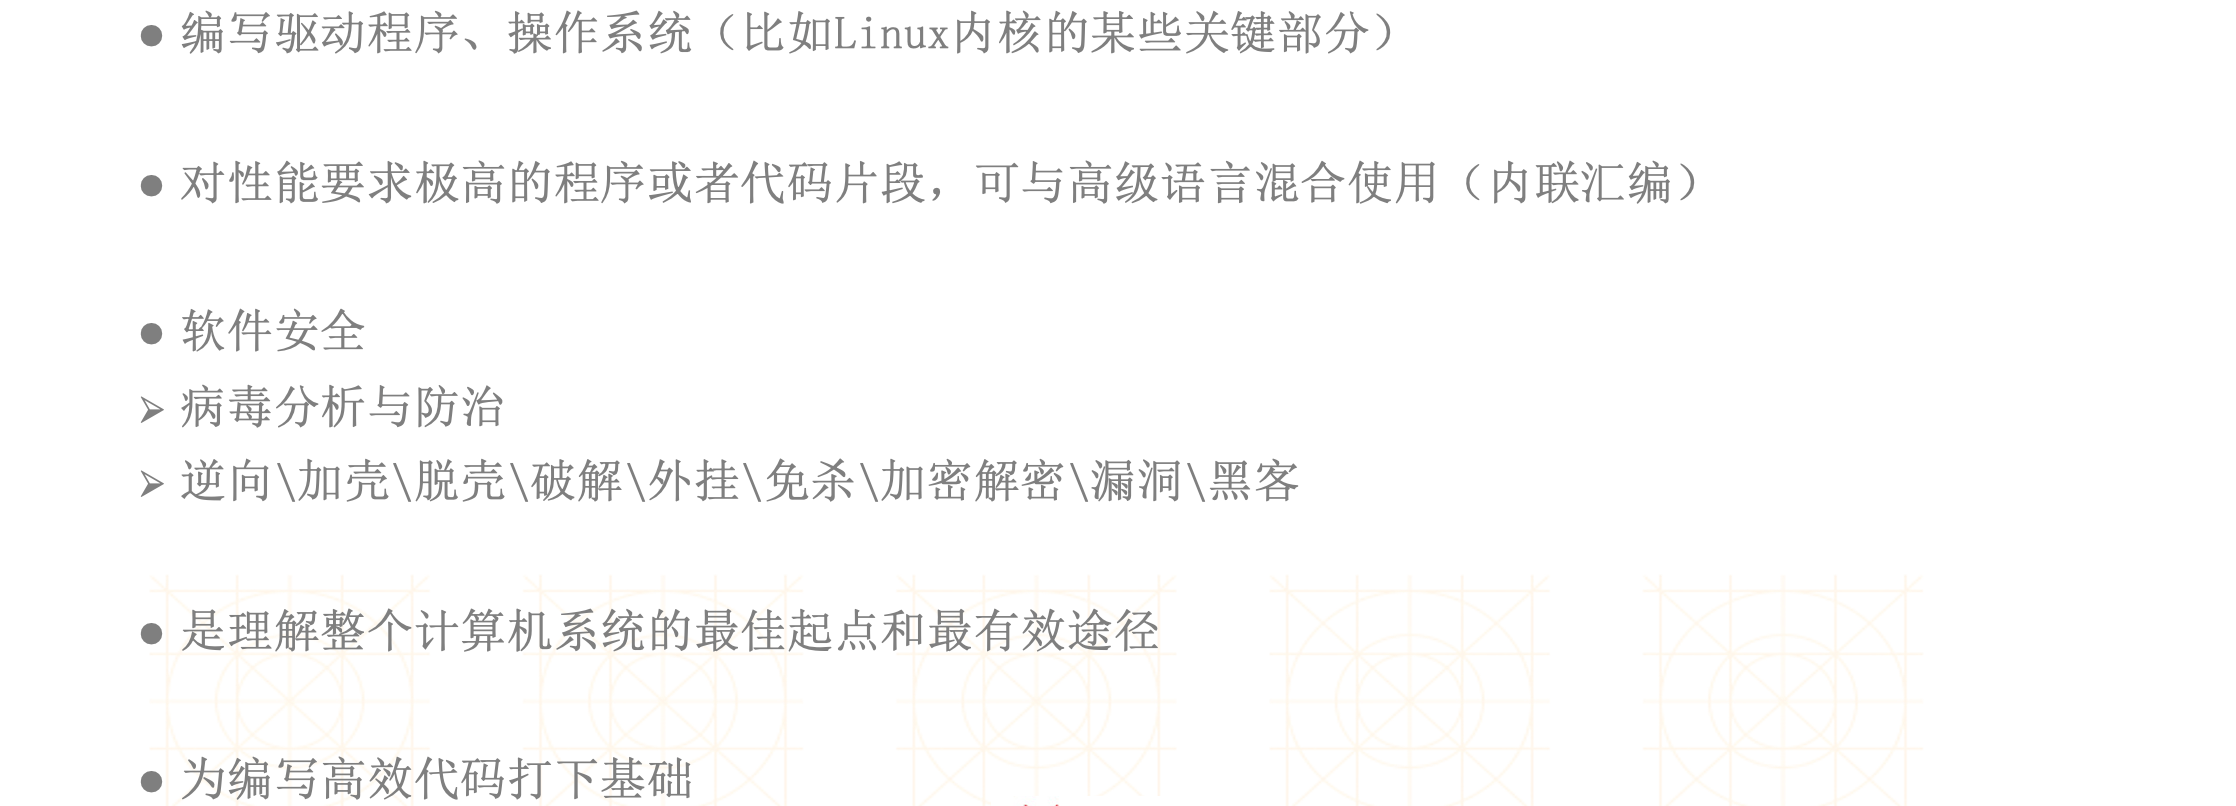 ● 编写驱动程序、操作系统（比如Linux内核的某些关键部分）
● 对性能要求极高的程序或者代码片段，可与高级语言混合使用（内联汇编）
● 软件安全
➢ 病毒分析与防治
➢ 逆向\加壳\脱壳\破解\外挂\免杀\加密解密\漏洞\黑客
● 是理解整个计算机系统的最佳起点和最有效途径
● 为编写高效代码打下基础